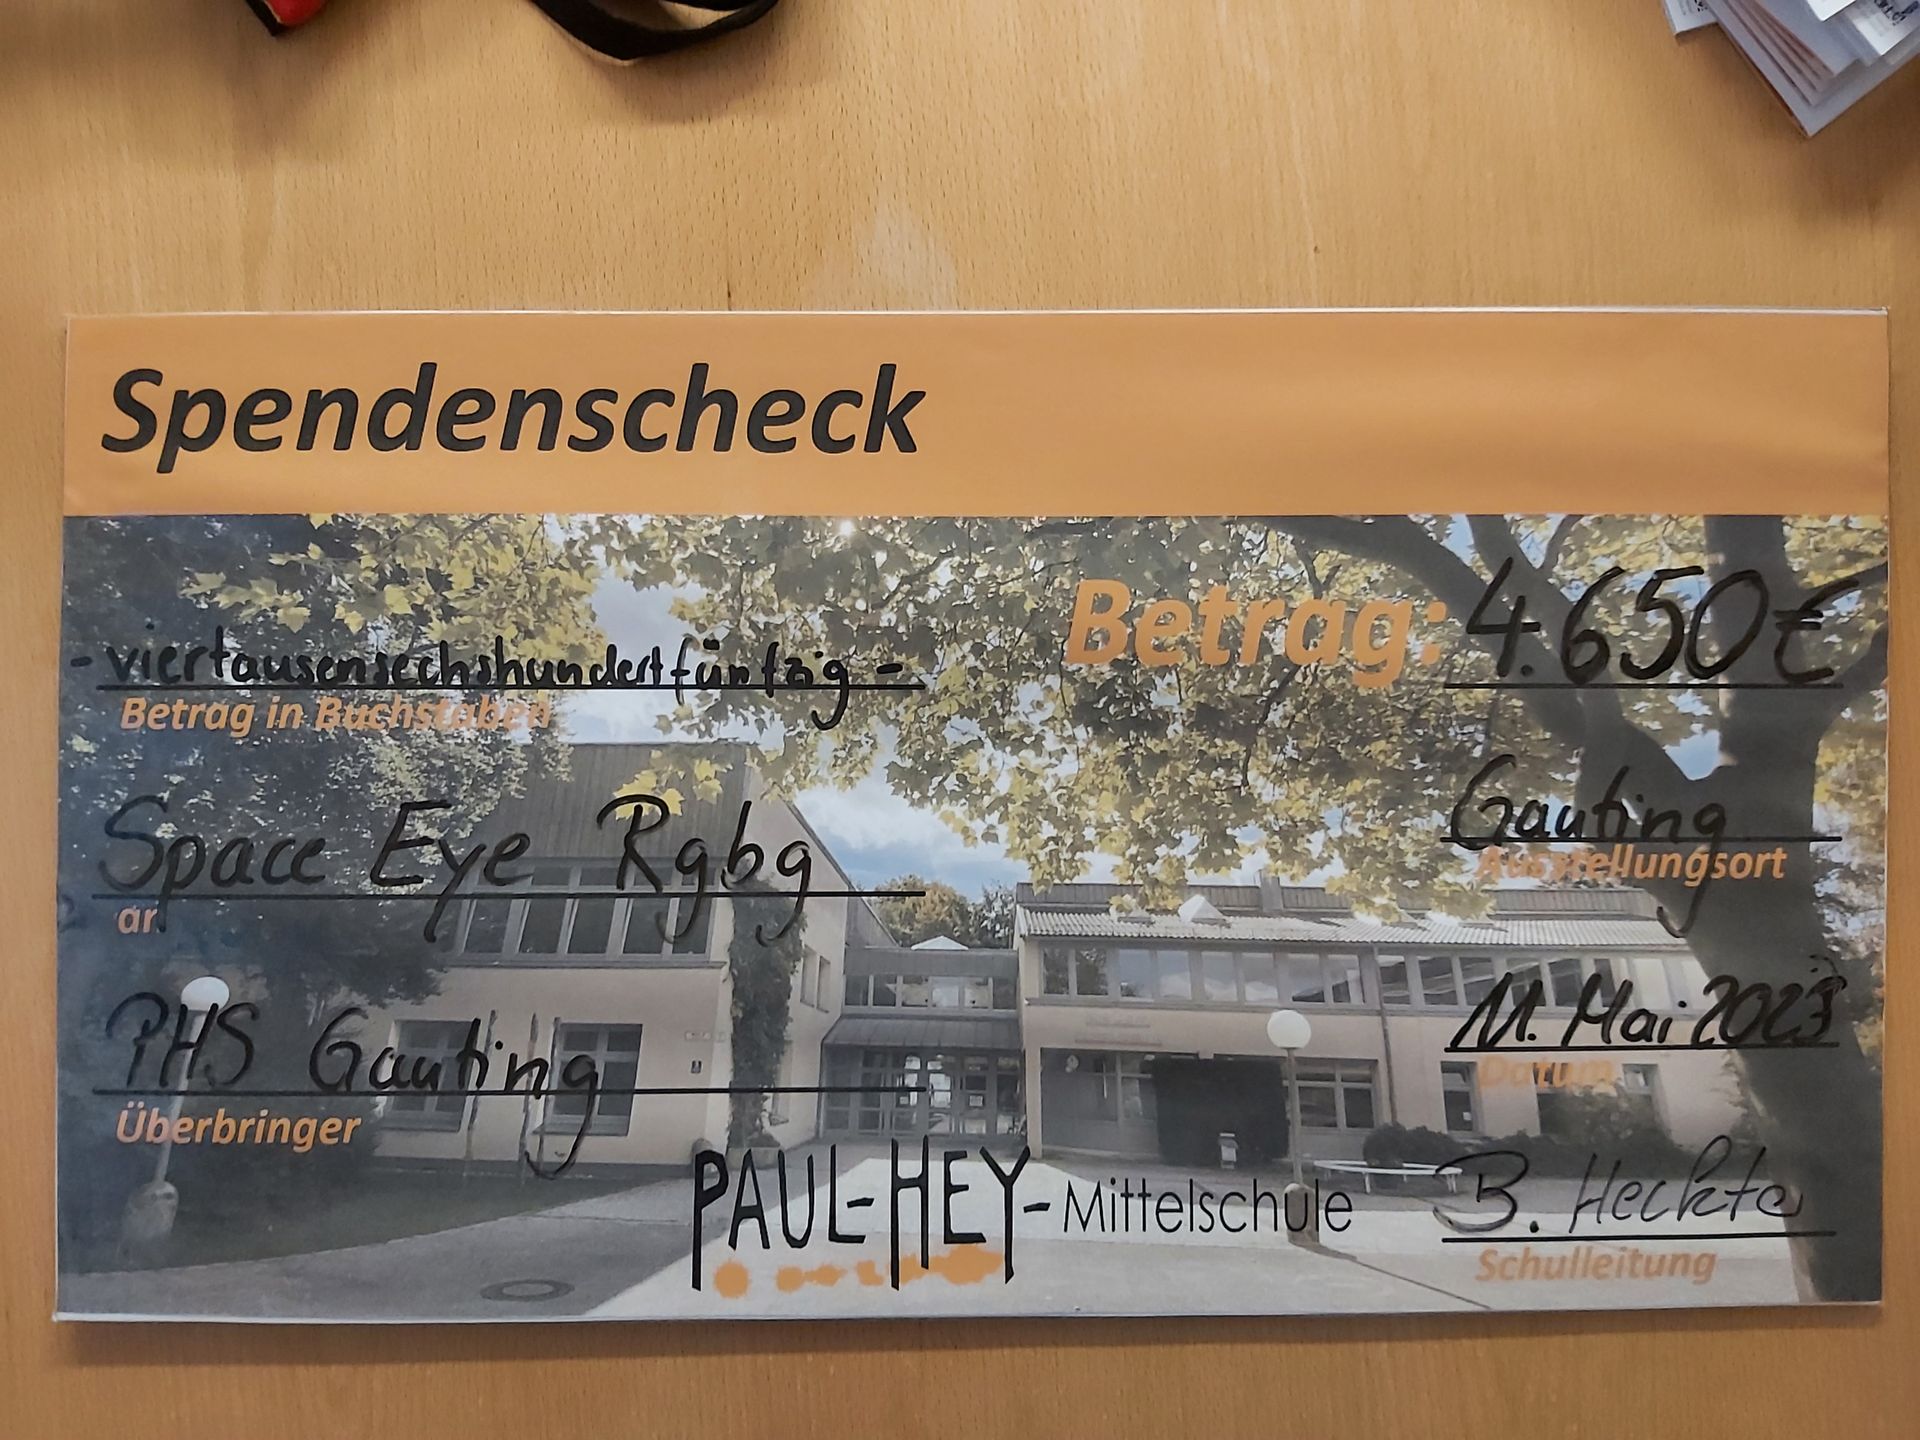 Spendenscheck
Betrag: 4.650€
- viertausensechshundertfünfzig -
Betrag in Buchstaben
Space Eye Rgbg
an
Gauting
Ausstellungsort
PHS Gauting
Überbringer
11. Mai 2023
Datum
PAUL-HEY-Mittelschule
B. Heckte
Schulleitung